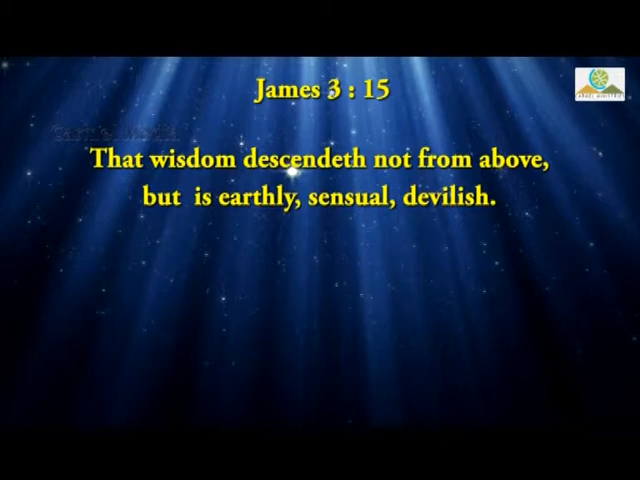 James 3 : 15
That wisdom descendeth not from above,
but is earthly, sensual, devilish.